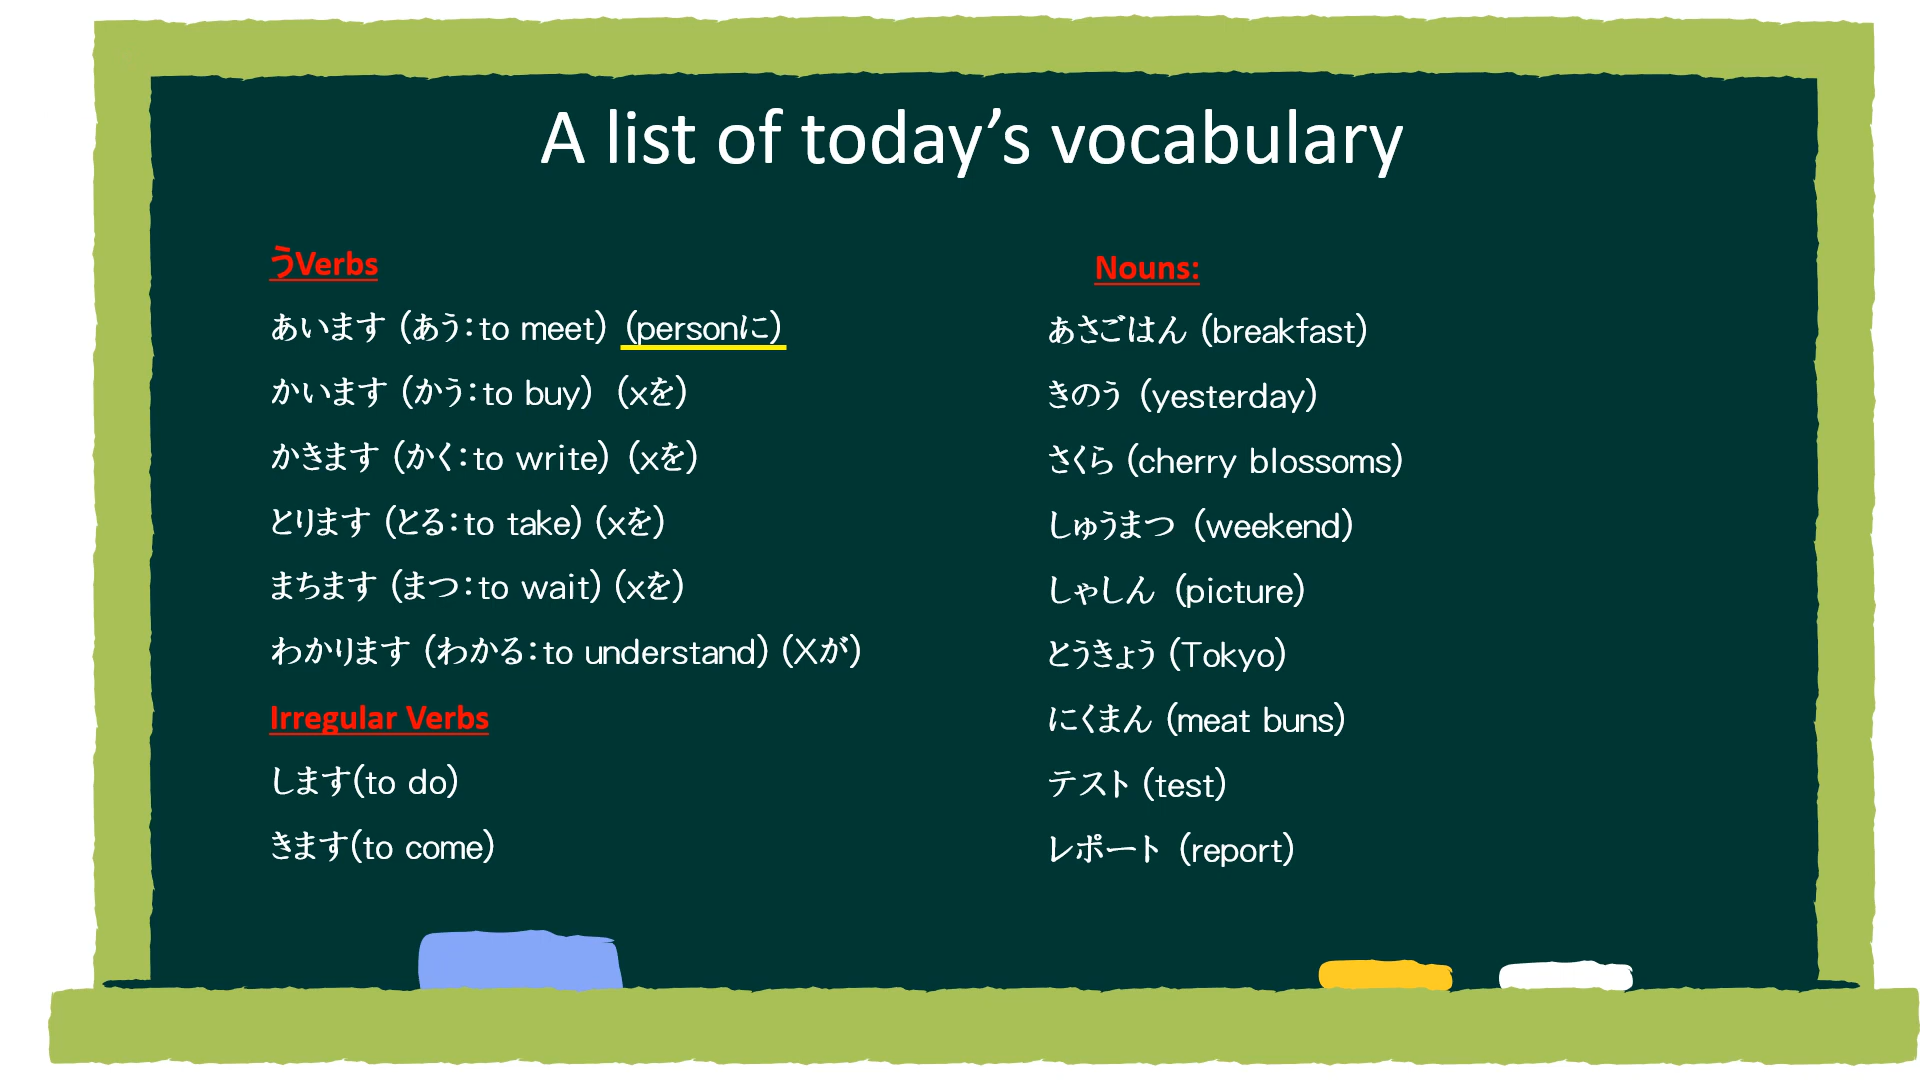 A list of today’s vocabulary
うVerbs
あいます (あう：to meet) (personに)
かいます (かう：to buy) (xを)
かきます (かく：to write) (xを)
とります (とる：to take) (xを)
まちます (まつ：to wait) (xを)
わかります (わかる：to understand) (Xが)
Irregular Verbs
します(to do)
きます(to come)
Nouns:
あさごはん (breakfast)
きのう (yesterday)
さくら (cherry blossoms)
しゅうまつ (weekend)
しゃしん (picture)
とうきょう (Tokyo)
にくまん (meat buns)
テスト (test)
レポート (report)